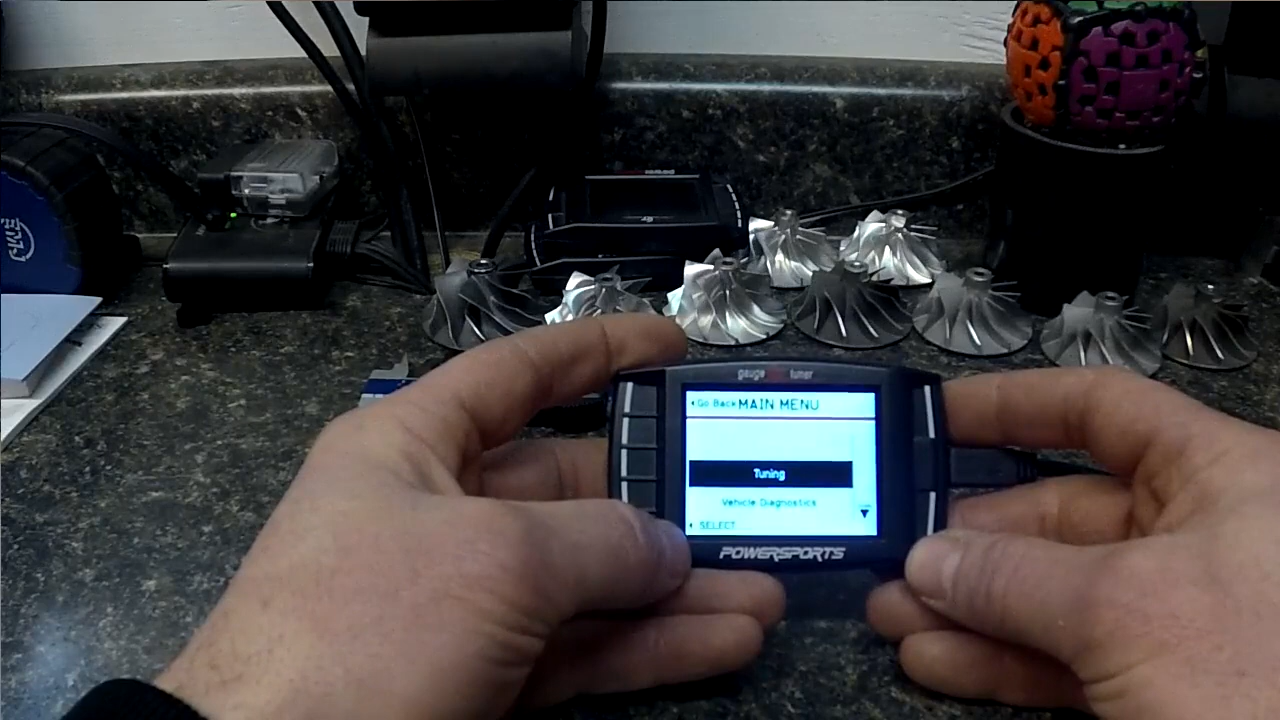 gauge tuner
Go Back MAIN MENU
Tuning
Vehicle Diagnostics
SELECT
POWERSPORTS